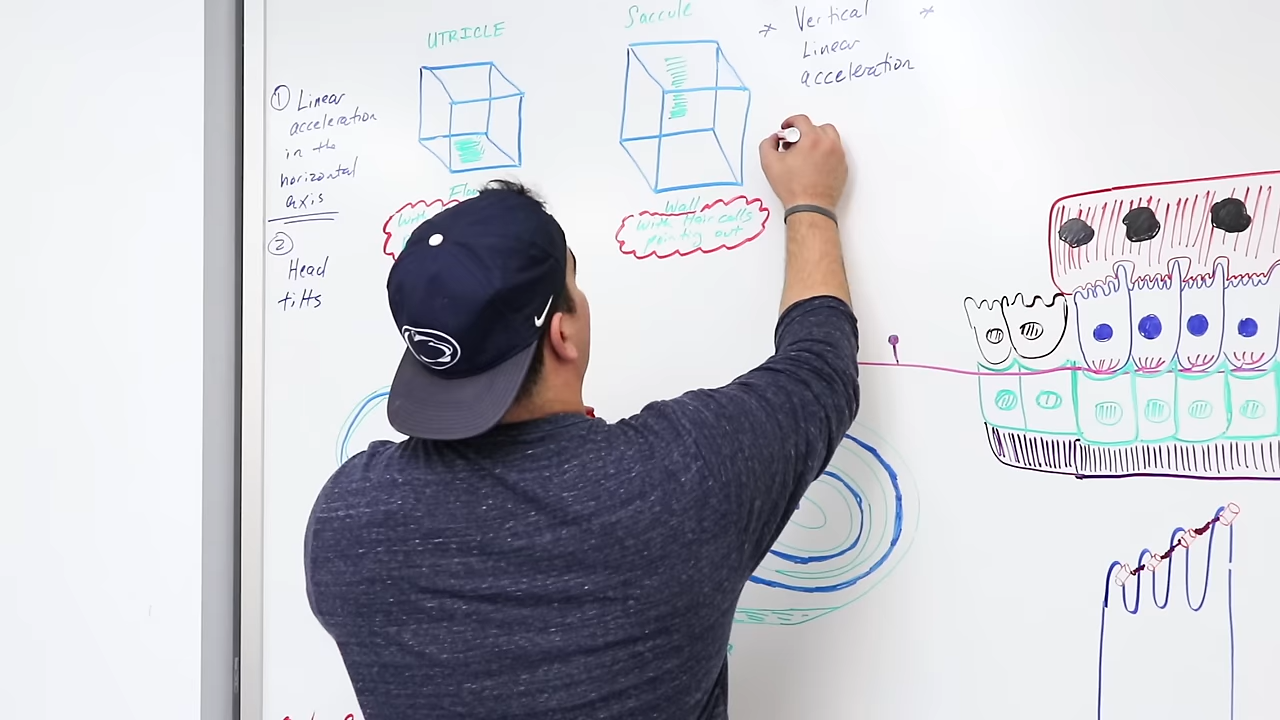 UTRICLE
Saccule
* Vertical *
Linear
acceleration
① Linear
acceleration
in the
horizontal
axis
② Head
tilts
Wall
with Hair cells
pointing out